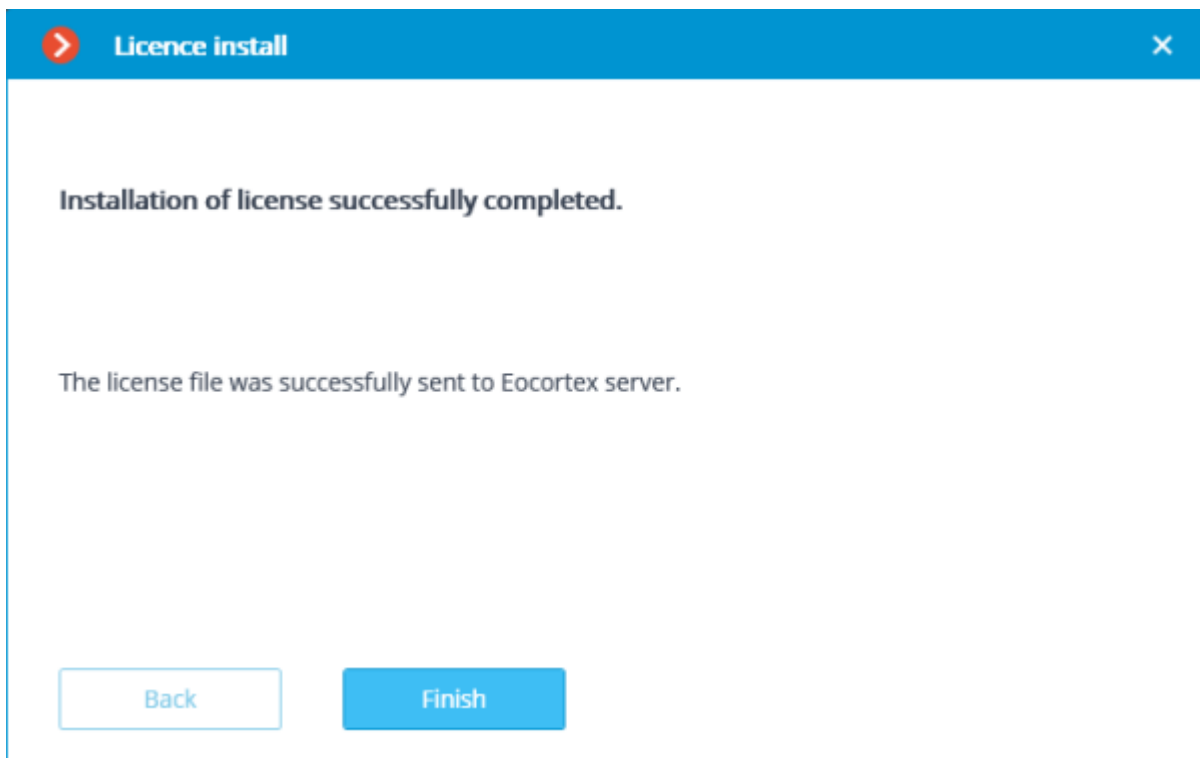 Licence install
Installation of license successfully completed.
The license file was successfully sent to Eocortex server.
Back
Finish